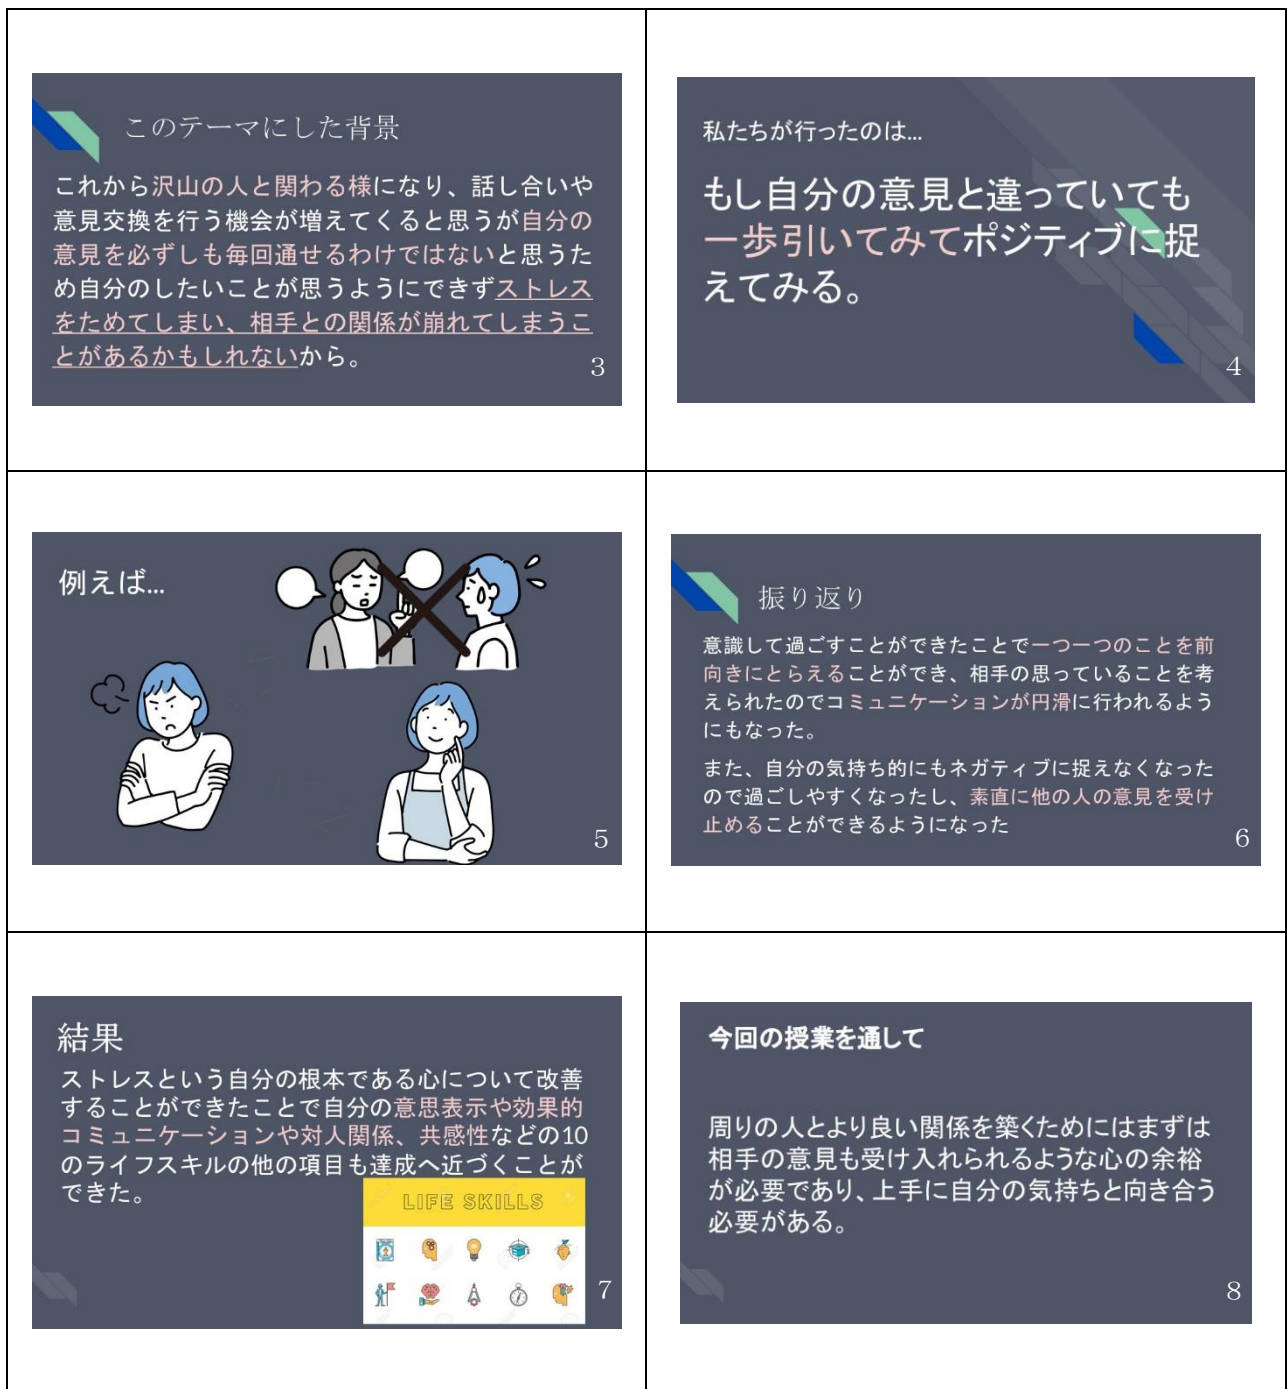 このテーマにした背景
これから沢山の人と関わる様になり、話し合いや
意見交換を行う機会が増えてくると思うが自分の
意見を必ずしも毎回通せるわけではないと思うた
め自分のしたいことが思うようにできずストレス
をためてしまい、相手との関係が崩れてしまうこ
とがあるかもしれないから。
3
私たちが行ったのは...
もし自分の意見と違っていても
一歩引いてみてポジティブに捉
えてみる。
4
例えば...
5
振り返り
意識して過ごすことができたことで一つ一つのことを前
向きにとらえることができ、相手の思っていることを考
えられたのでコミュニケーションが円滑に行われるよう
にもなった。
また、自分の気持ち的にもネガティブに捉えなくなった
ので過ごしやすくなったし、素直に他の人の意見を受け
止めることができるようになった
6
結果
ストレスという自分の根本である心について改善
することができたことで自分の意思表示や効果的
コミュニケーションや対人関係、共感性などの10
のライフスキルの他の項目も達成へ近づくことが
できた。
LIFE SKILLS
7
今回の授業を通して
周りの人とより良い関係を築くためにはまずは
相手の意見も受け入れられるような心の余裕
が必要であり、上手に自分の気持ちと向き合う
必要がある。
8